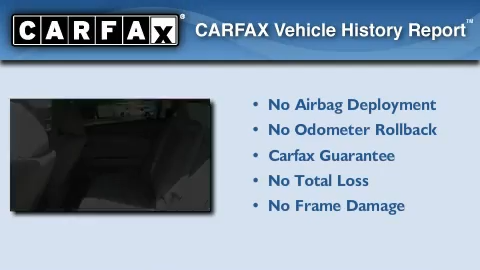 CARFAX®
CARFAX Vehicle History Report™
• No Airbag Deployment
• No Odometer Rollback
• Carfax Guarantee
• No Total Loss
• No Frame Damage